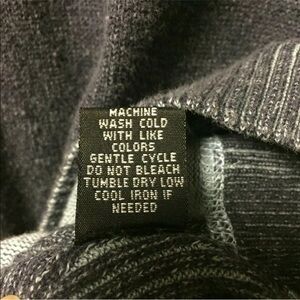 MACHINE
WASH COLD
WITH LIKE
COLORS
GENTLE CYCLE
DO NOT BLEACH
TUMBLE DRY LOW
COOL IRON IF
NEEDED